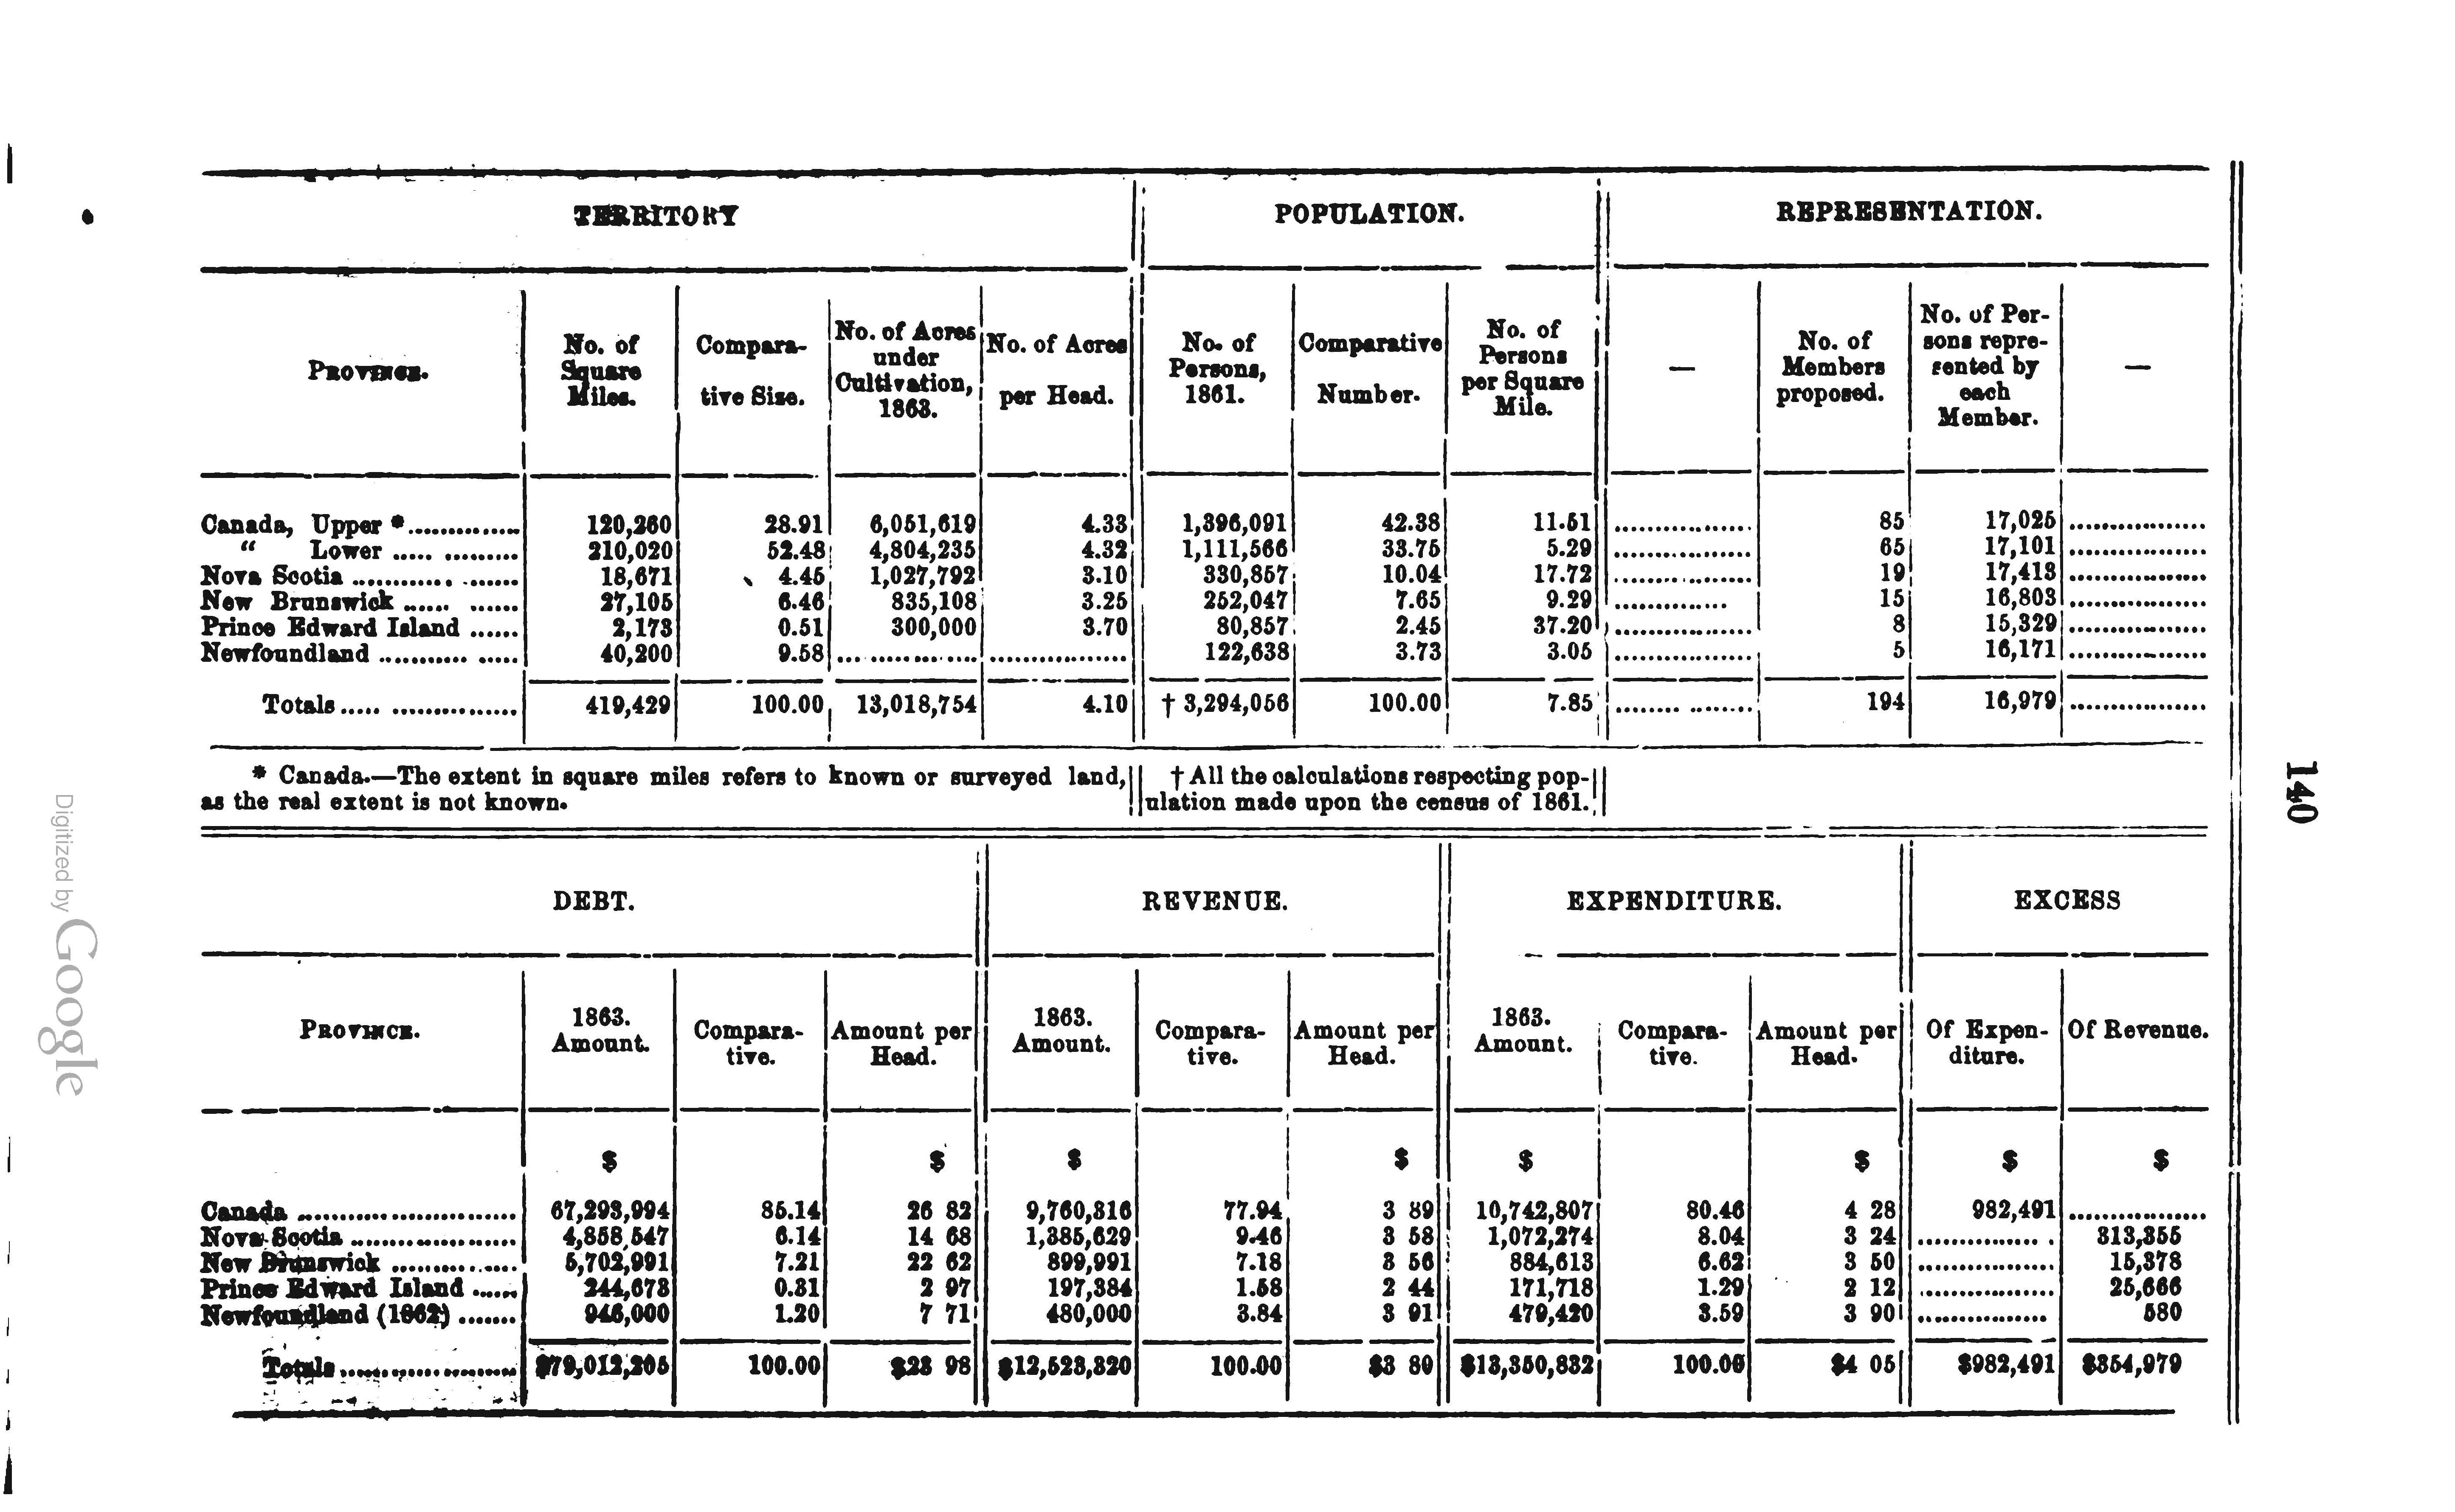 TERRITORY POPULATION. REPRESENTATION.
PROVINCE. No. of Square Miles. Compara- tive Size. No. of Acres under Cultivation, 1863. No. of Acres per Head. No. of Persons, 1861. Comparative Number. No. of Persons per Square Mile. — No. of Members proposed. No. of Per- sons repre- sented by each Member. —
Canada, Upper *............... 120,260 28.91 6,051,619 4.33 1,396,091 42.38 11.51 .................. 85 17,025 ..................
“ Lower ..... .......... 210,020 52.48 4,804,235 4.32 1,111,566 33.75 5.29 .................. 65 17,101 ..................
Nova Scotia ............. ....... 18,671 4.45 1,027,792 3.10 330,857 10.04 17.72 .................. 19 17,413 ..................
New Brunswick ...... ...... 27,105 6.46 835,108 3.25 252,047 7.65 9.29 .............. 15 16,803 ..................
Prince Edward Island ...... 2,173 0.51 300,000 3.70 80,857 2.45 37.20 .................. 8 15,329 ..................
Newfoundland ........... ..... 40,200 9.58 .................. .................. 122,638 3.73 3.05 .................. 5 16,171 ..................
Totals..... ............... 419,429 100.00 13,018,754 4.10 † 3,294,056 100.00 7.85 ........ ........ 194 16,979 ..................
* Canada.—The extent in square miles refers to known or surveyed land,
as the real extent is not known.
† All the calculations respecting pop-
ulation made upon the census of 1861.
DEBT. REVENUE. EXPENDITURE. EXCESS
PROVINCE. 1863. Amount. Compara- tive. Amount per Head. 1863. Amount. Compara- tive. Amount per Head. 1863. Amount. Compara- tive. Amount per Head. Of Expen- diture. Of Revenue.
$ $ $ $ $ $ $ $
Canada .......................... 67,293,994 85.14 26 82 9,760,316 77.94 3 89 10,742,807 80.46 4 28 982,491 ..................
Nova Scotia .................... 4,858,547 6.14 14 68 1,385,629 9.46 3 58 1,072,274 8.04 3 24 ............... . 313,355
New Brunswick ............... 5,702,991 7.21 22 62 899,991 7.18 3 56 884,613 6.62 3 50 .................. 15,378
Prince Edward Island ...... 244,673 0.31 2 97 197,384 1.58 2 44 171,718 1.29 2 12 .................. 25,666
Newfoundland (1862) ....... 946,000 1.20 7 71 480,000 3.84 3 91 479,420 3.59 3 90 .................. 580
Totals..................... $79,012,205 100.00 $23 98 $12,523,320 100.00 $3 80 $13,350,832 100.00 $4 05 $982,491 $354,979
140
Digitized by Google